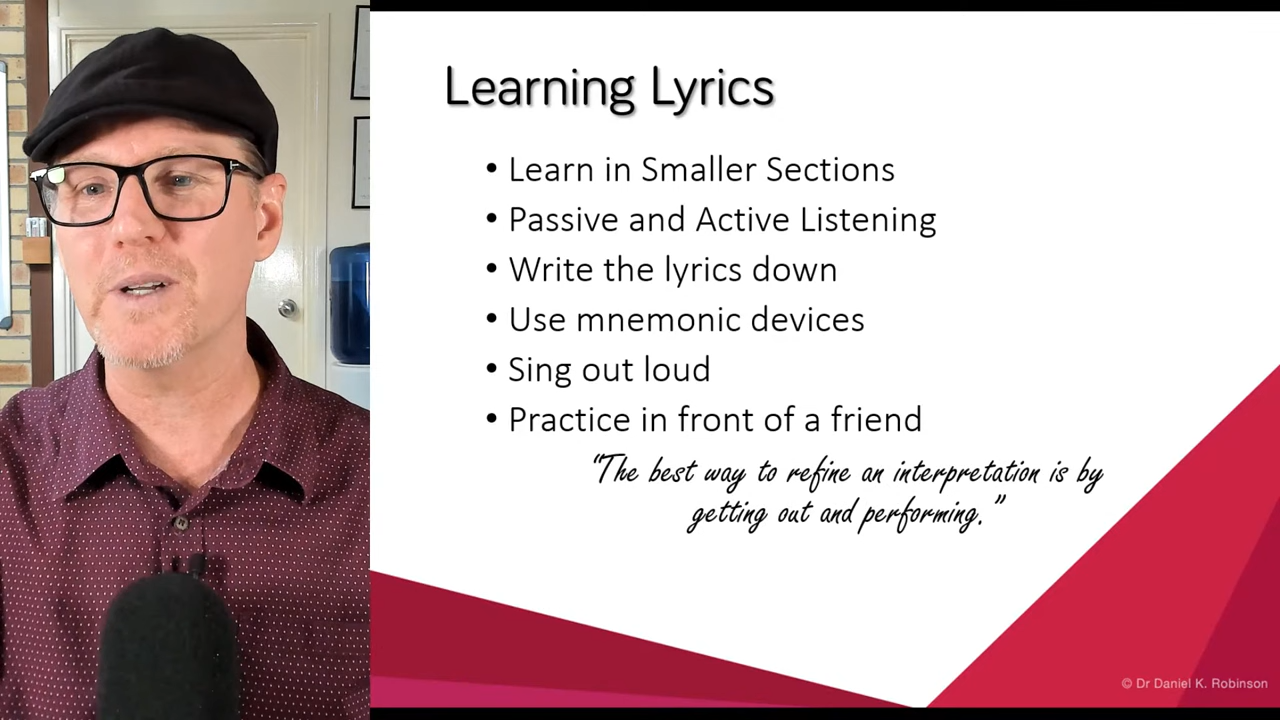 Learning Lyrics
• Learn in Smaller Sections
• Passive and Active Listening
• Write the lyrics down
• Use mnemonic devices
• Sing out loud
• Practice in front of a friend
“The best way to refine an interpretation is by
getting out and performing.”
© Dr Daniel K. Robinson